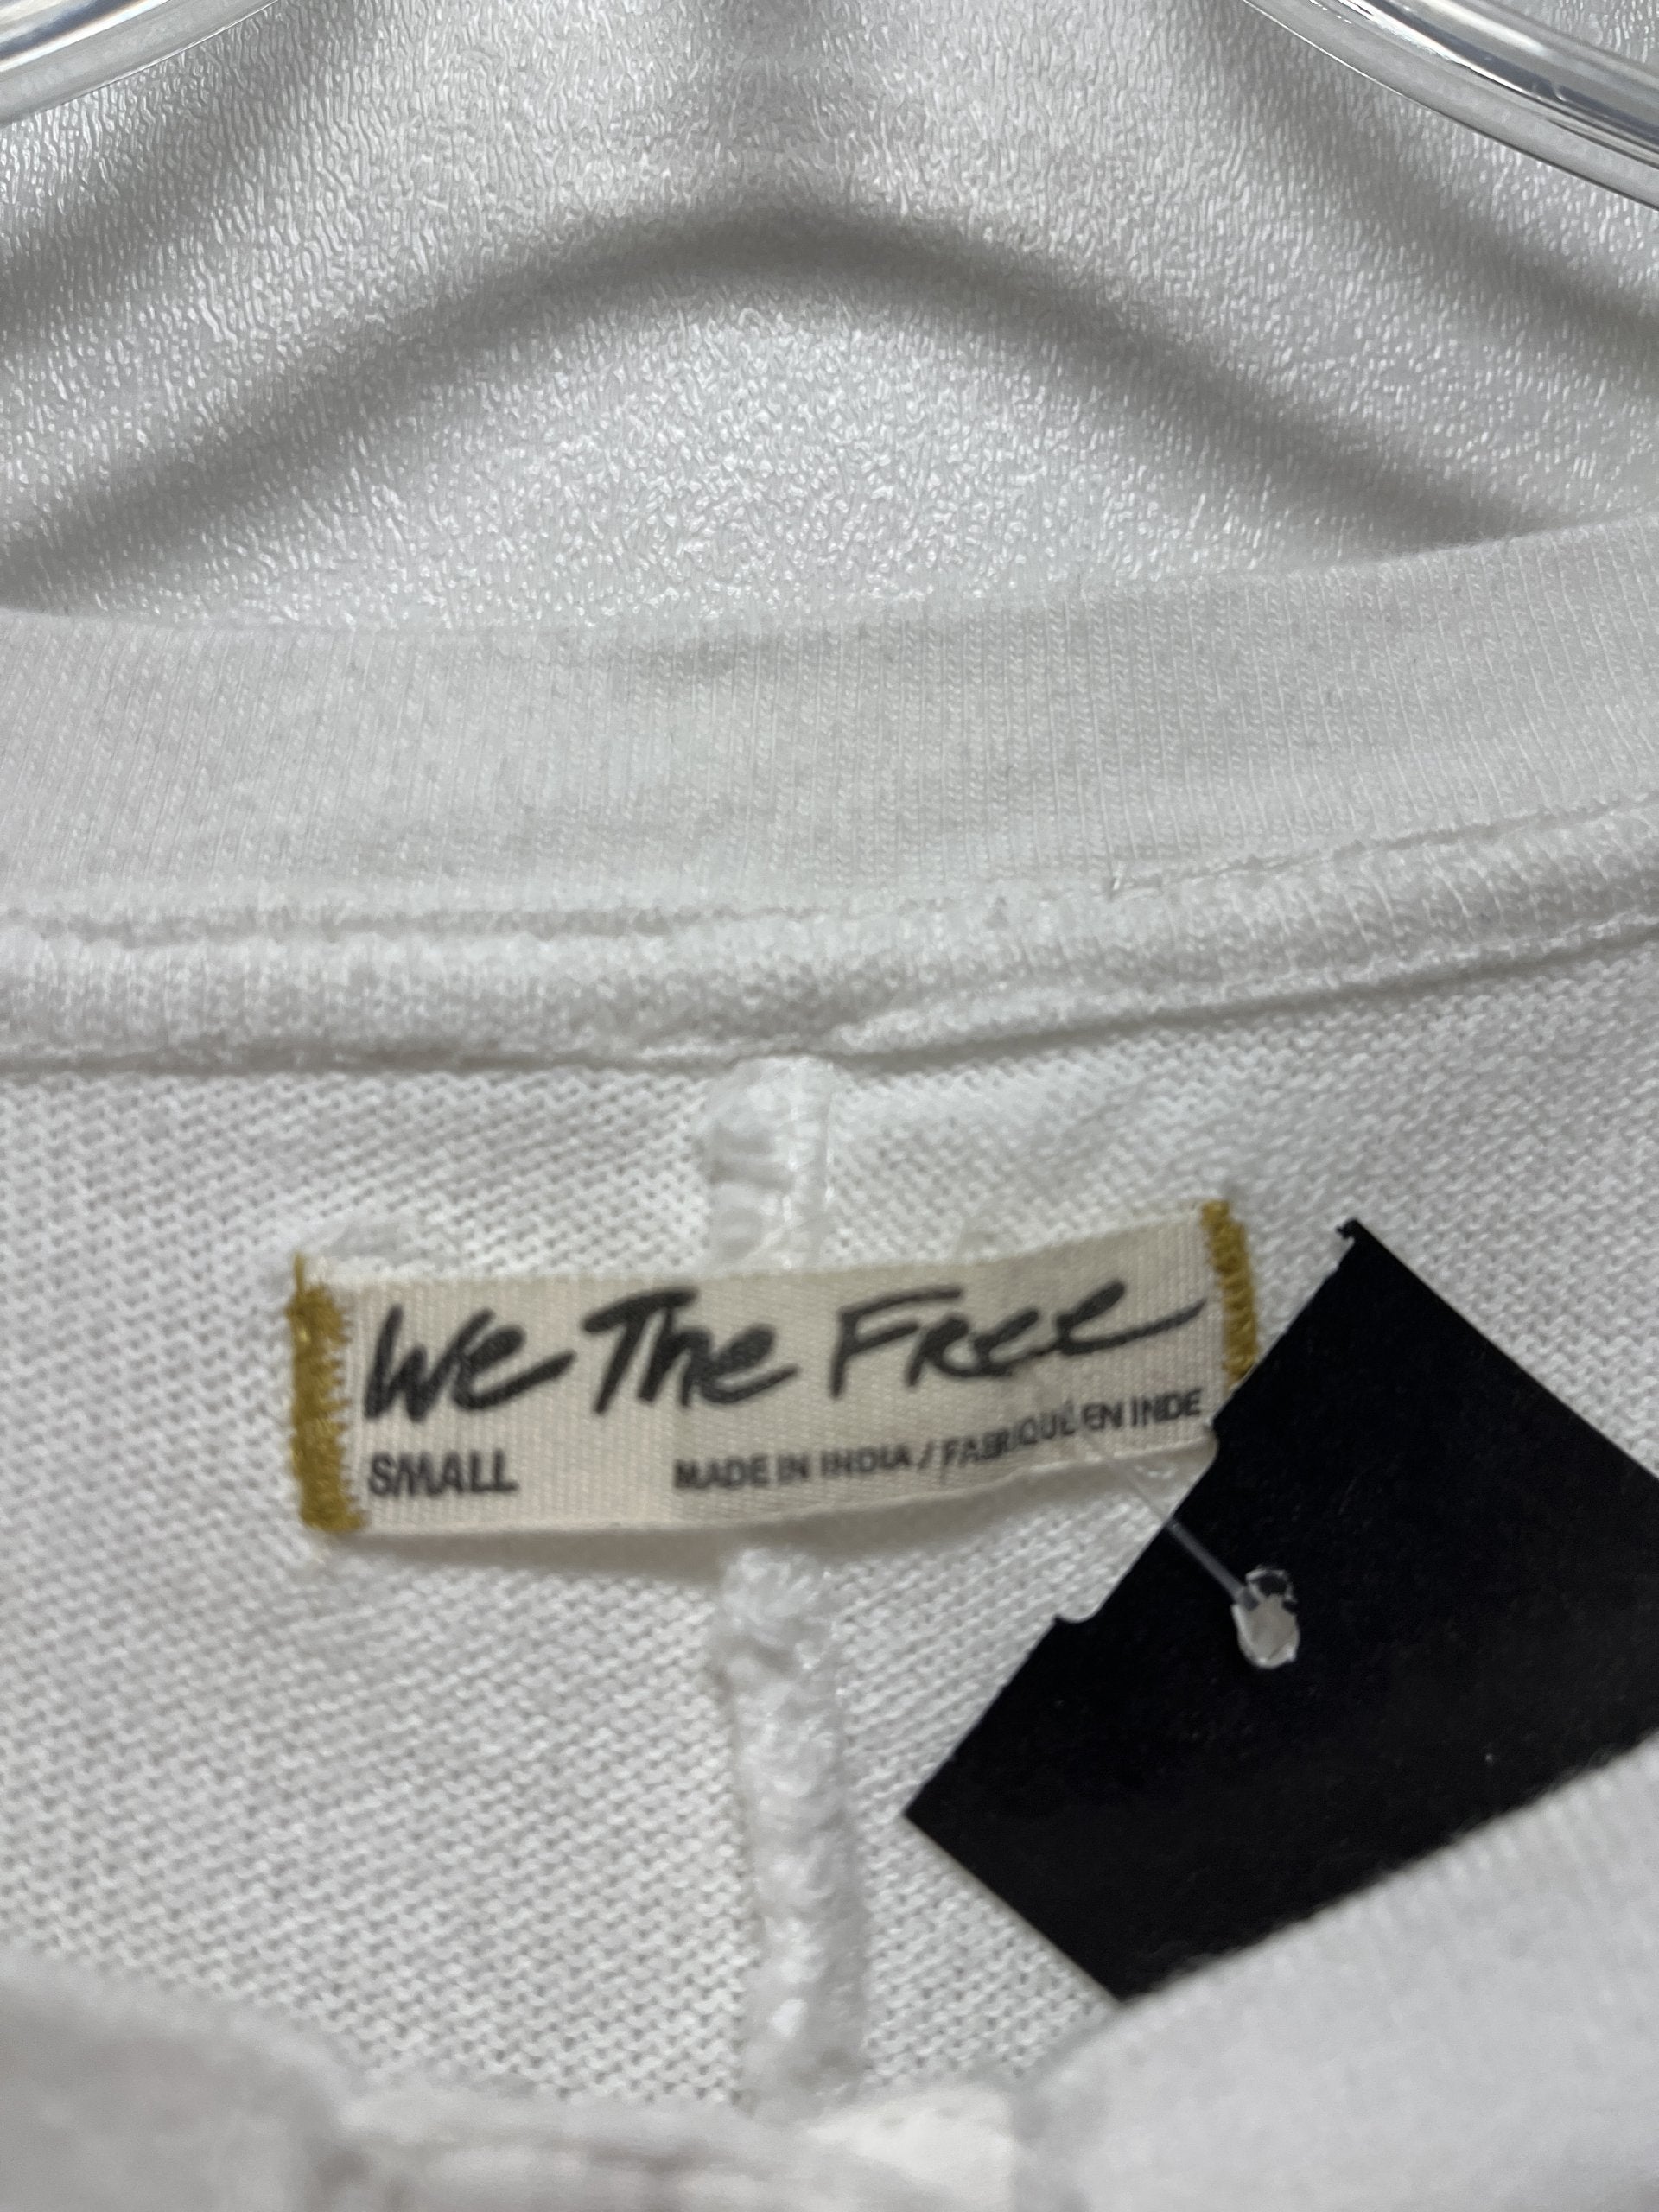 We The Free
SMALL
MADE IN INDIA / FABRIQUÉ EN INDE